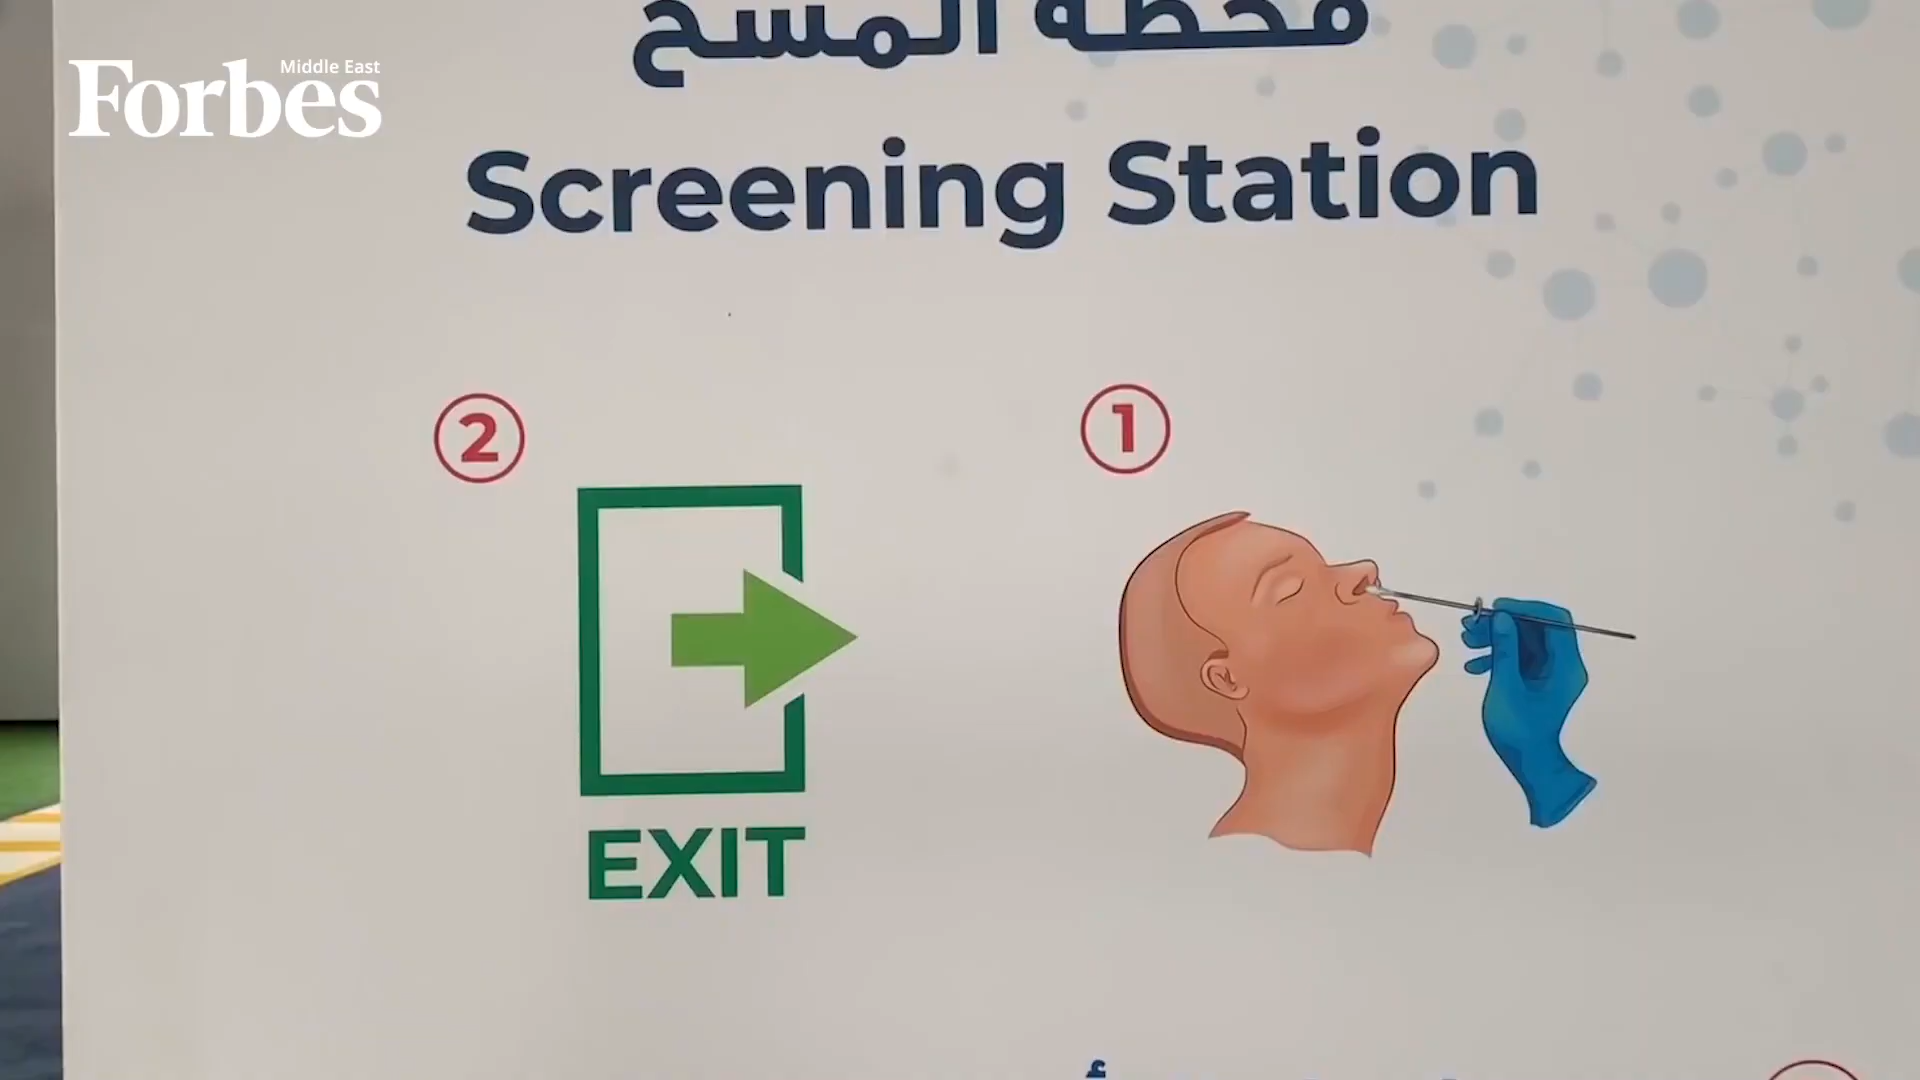 Middle East
Forbes
محطة المسح
Screening Station
1
2
EXIT